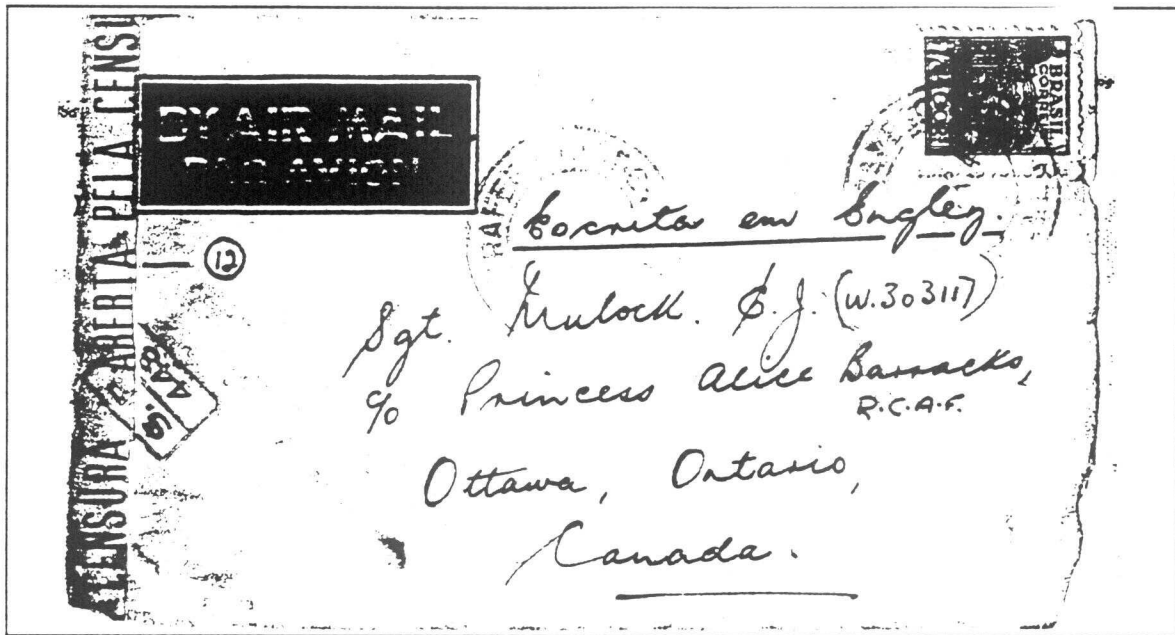 BY AIR MAIL
PAR AVION
BRASIL
CORREIO
CENSURA ABERTA PELA CENSU
12
Escrita em Inglez.
Sgt. Mulock. E.J. (W.303117)
c/o Princess Alice Barracks,
R.C.A.F.
Ottawa, Ontario,
Canada.